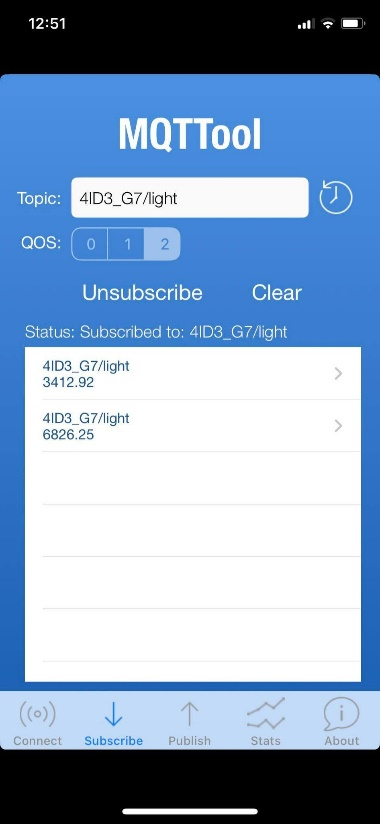 12:51
MQTTool
Topic: 4ID3_G7/light
QOS: 0 1 2
Unsubscribe Clear
Status: Subscribed to: 4ID3_G7/light
4ID3_G7/light
3412.92
4ID3_G7/light
6826.25
Connect Subscribe Publish Stats About